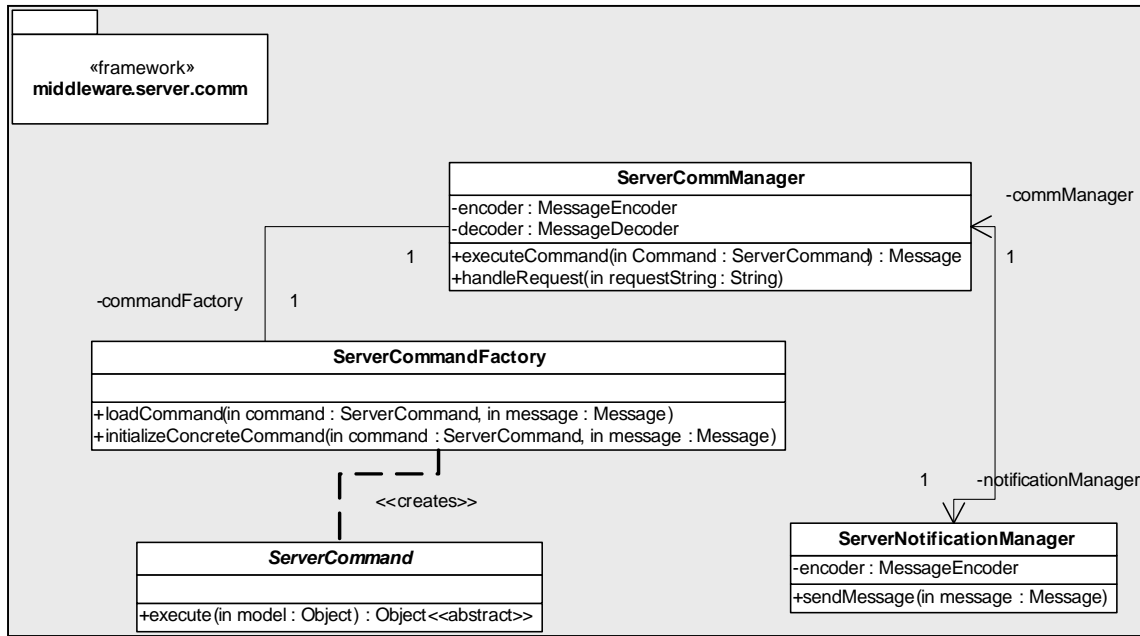 «framework»
middleware.server.comm
ServerCommManager
-encoder : MessageEncoder
-decoder : MessageDecoder
+executeCommand(in Command : ServerCommand) : Message
+handleRequest(in requestString : String)
-commManager
1
1
-commandFactory
1
ServerCommandFactory
+loadCommand(in command : ServerCommand, in message : Message)
+initializeConcreteCommand(in command : ServerCommand, in message : Message)
<<creates>>
1
-notificationManager
ServerCommand
+execute(in model : Object) : Object<<abstract>>
ServerNotificationManager
-encoder : MessageEncoder
+sendMessage(in message : Message)